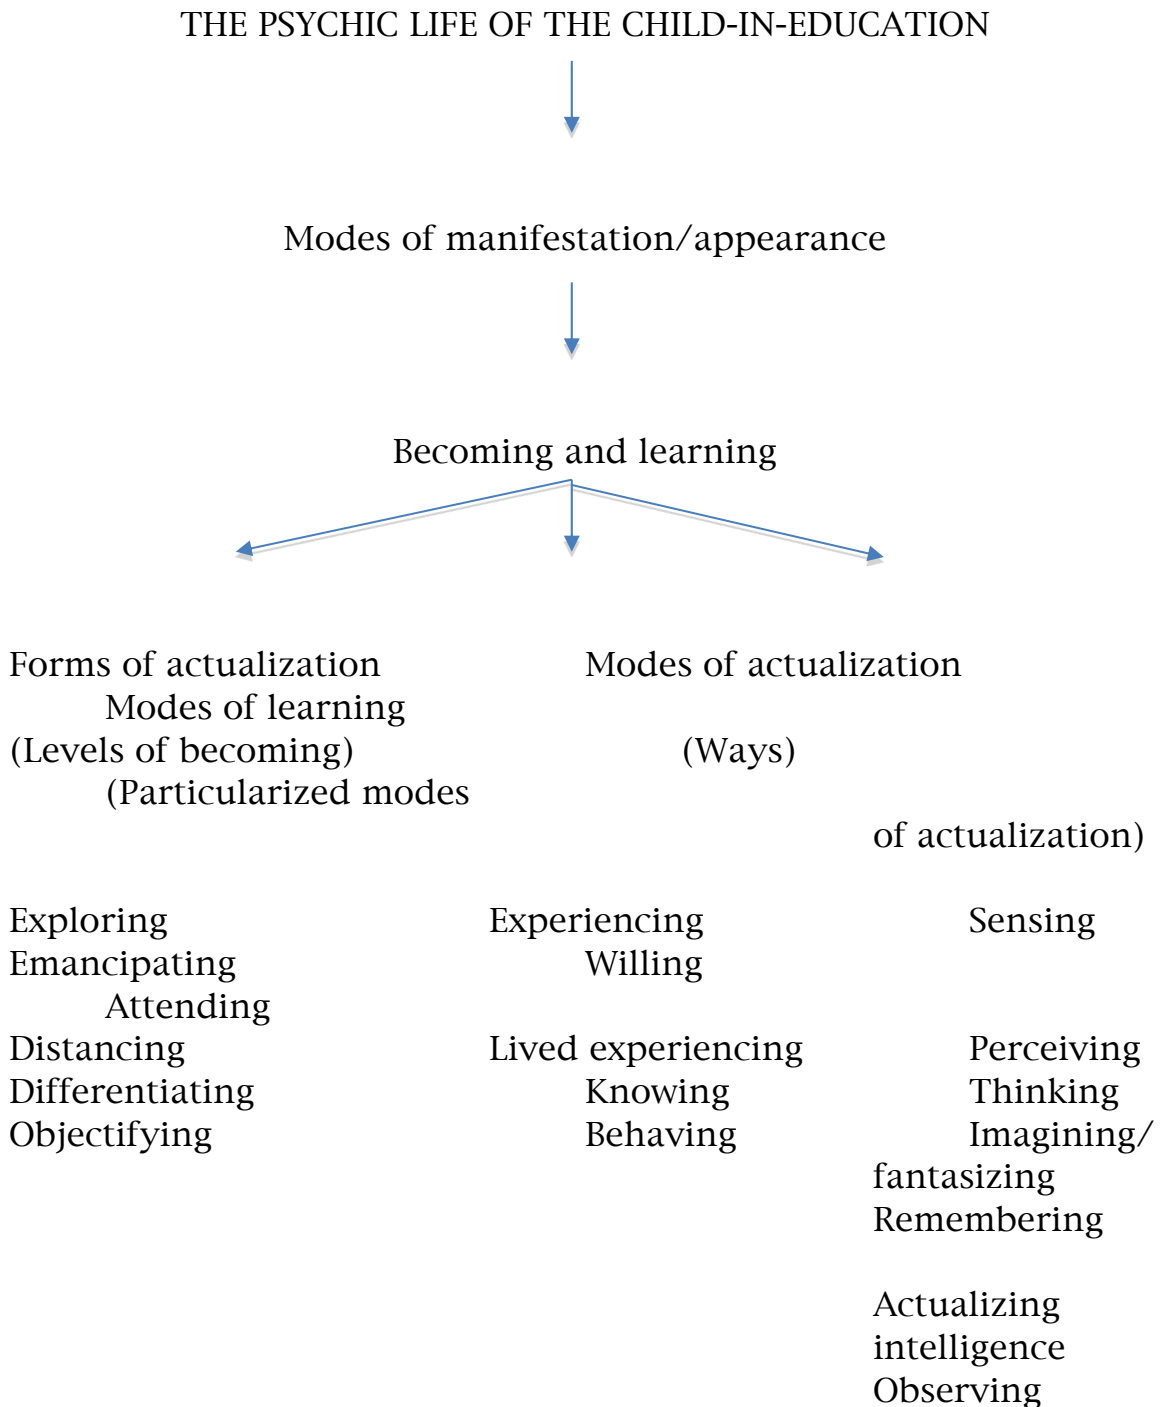 THE PSYCHIC LIFE OF THE CHILD-IN-EDUCATION
Modes of manifestation/appearance
Becoming and learning
Forms of actualization Modes of actualization
Modes of learning
(Levels of becoming) (Ways)
(Particularized modes
of actualization)
Exploring Experiencing Sensing
Emancipating Willing
Attending
Distancing Lived experiencing Perceiving
Differentiating Knowing Thinking
Objectifying Behaving Imagining/
fantasizing
Remembering
Actualizing
intelligence
Observing